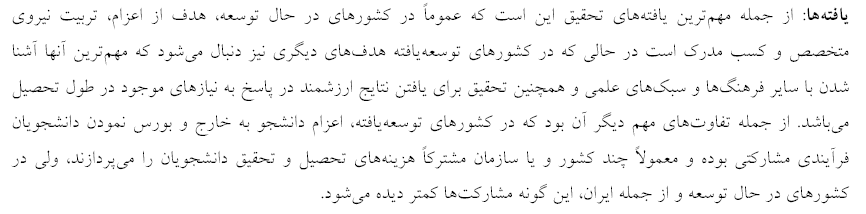 یافته‌ها: از جمله مهم‌ترین یافته‌های تحقیق این است که عموماً در کشورهای در حال توسعه، هدف از اعزام، تربیت نیروی
متخصص و کسب مدرک است در حالی که در کشورهای توسعه‌یافته هدف‌های دیگری نیز دنبال می‌شود که مهم‌ترین آنها آشنا
شدن با سایر فرهنگ‌ها و سبک‌های علمی و همچنین تحقیق برای یافتن نتایج ارزشمند در پاسخ به نیازهای موجود در طول تحصیل
می‌باشد. از جمله تفاوت‌های مهم دیگر آن بود که در کشورهای توسعه‌یافته، اعزام دانشجو به خارج و بورس نمودن دانشجویان
فرآیندی مشارکتی بوده و معمولاً چند کشور و یا سازمان مشترکاً هزینه‌های تحصیل و تحقیق دانشجویان را می‌پردازند، ولی در
کشورهای در حال توسعه و از جمله ایران، این گونه مشارکت‌ها کمتر دیده می‌شود.